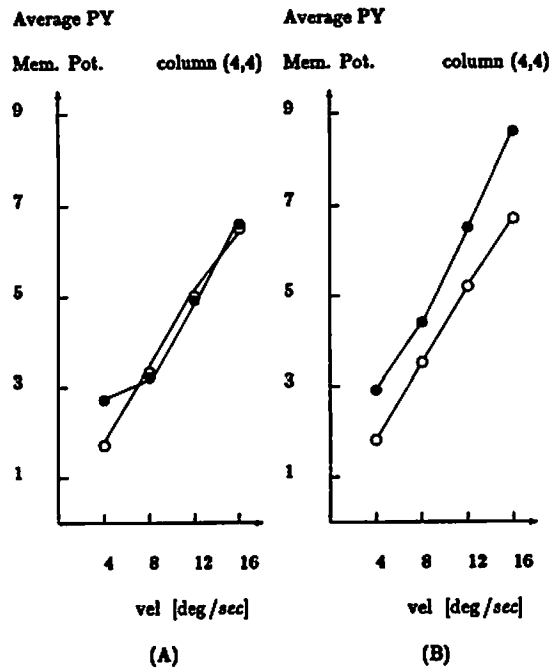 Average PY
Mem. Pot. column (4,4)
9
7
5
3
1
4 8 12 16
vel [deg/sec]
(A)
Average PY
Mem. Pot. column (4,4)
9
7
5
3
1
4 8 12 16
vel [deg/sec]
(B)